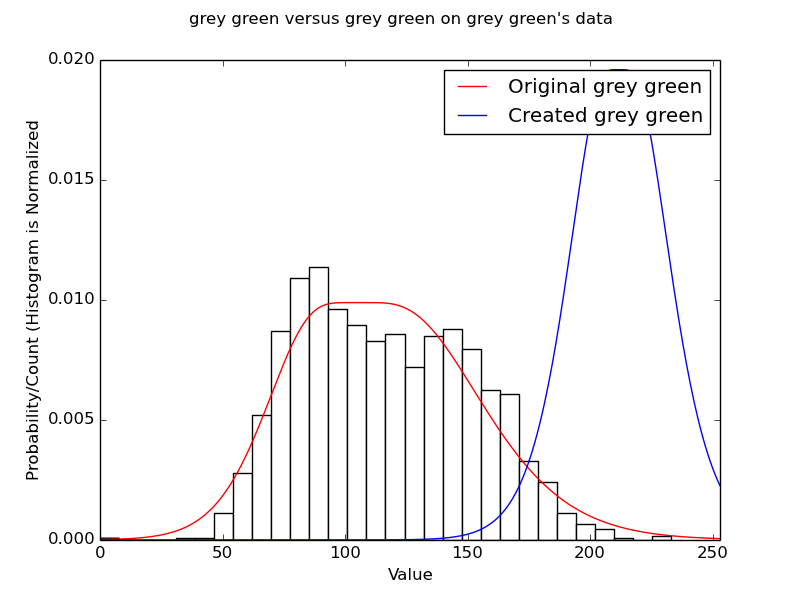 grey green versus grey green on grey green's data
Original grey green
Created grey green
0.020
0.015
0.010
0.005
0.000
Probability/Count (Histogram is Normalized
0
50
100
150
200
250
Value